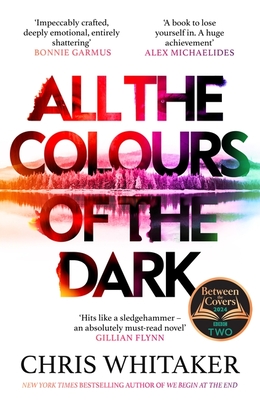 'Impeccably crafted,
deeply emotional, entirely
shattering'
BONNIE GARMUS
'A book to lose
yourself in. A huge
achievement'
ALEX MICHAELIDES
ALL THE
COLOURS
OF THE
DARK
Between
the
Covers
2024
BBC
TWO
'Hits like a sledgehammer –
an absolutely must-read novel'
GILLIAN FLYNN
CHRIS WHITAKER
NEW YORK TIMES BESTSELLING AUTHOR OF WE BEGIN AT THE END